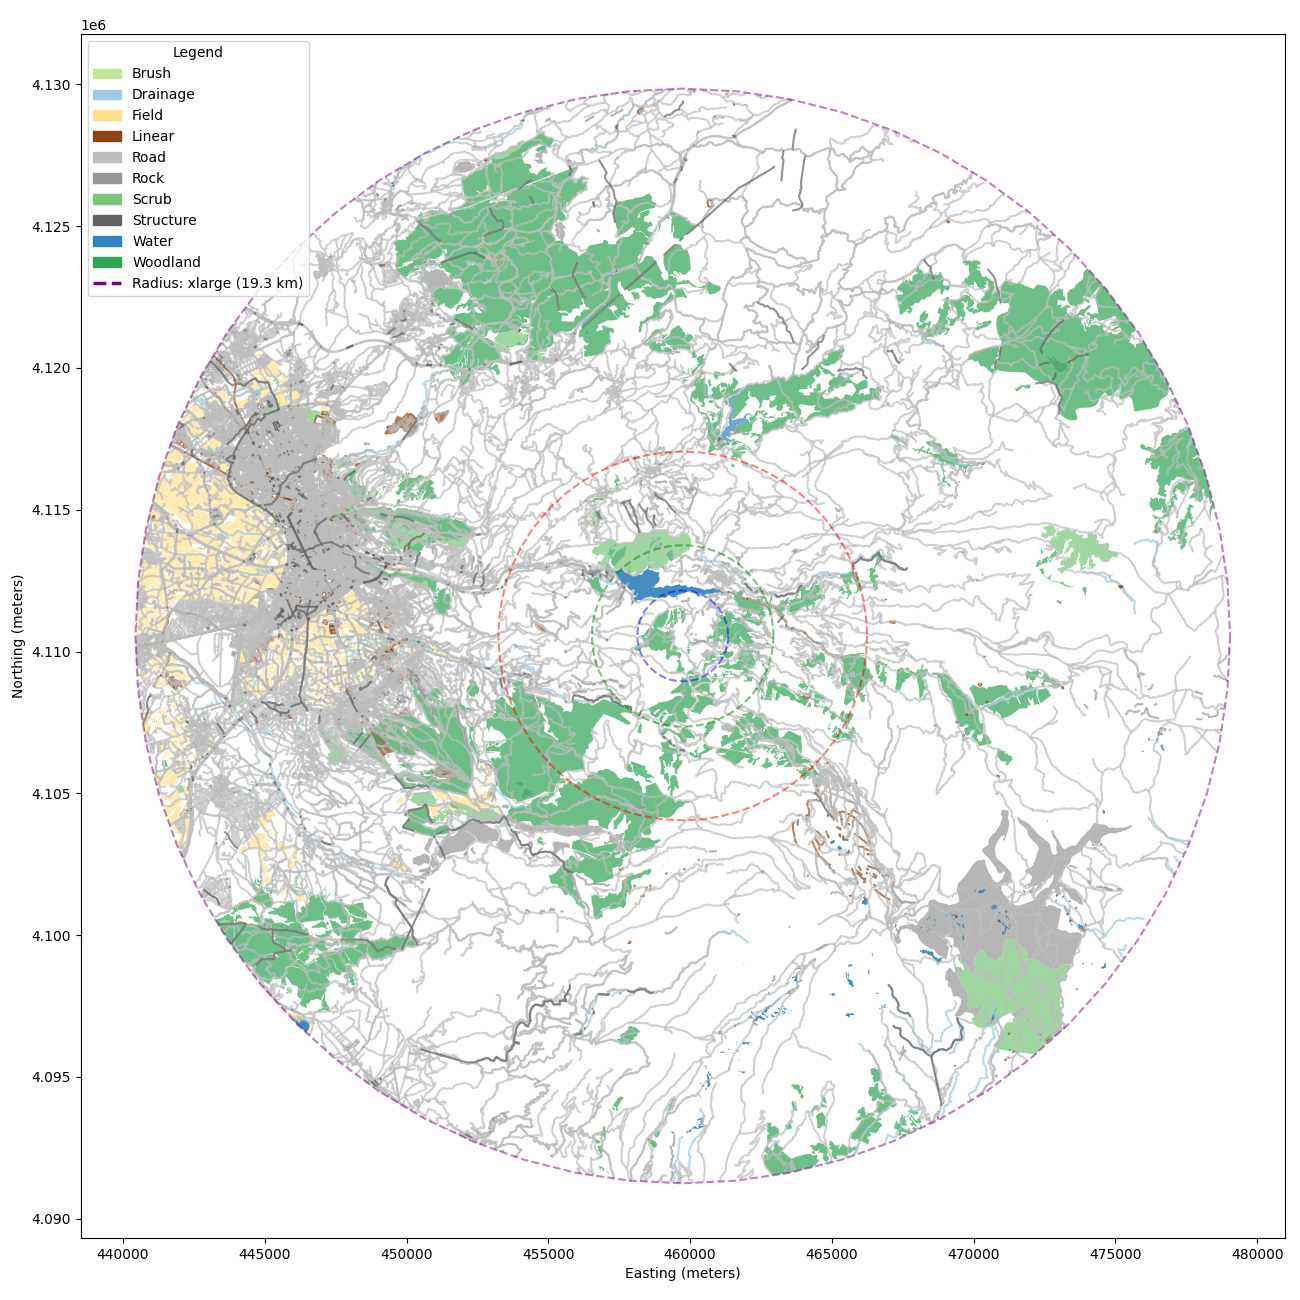 1e6
Legend
Brush
Drainage
Field
Linear
Road
Rock
Scrub
Structure
Water
Woodland
Radius: xlarge (19.3 km)
4.130
4.125
4.120
4.115
4.110
4.105
4.100
4.095
4.090
Northing (meters)
440000 445000 450000 455000 460000 465000 470000 475000 480000
Easting (meters)